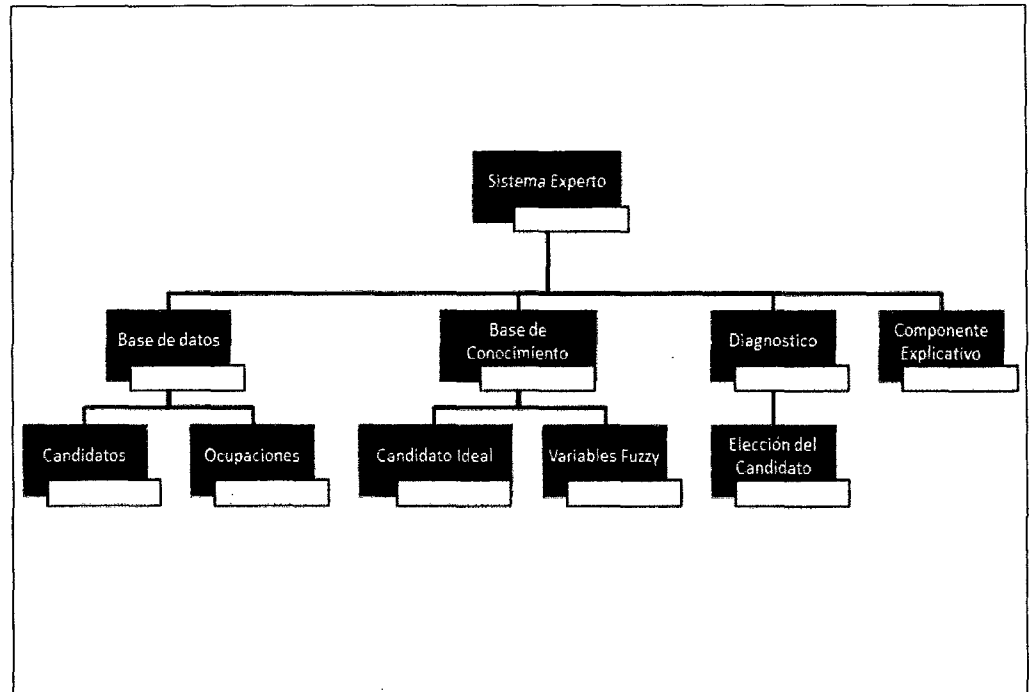 Sistema Experto
Base de datos
Base de
Conocimiento
Diagnostico
Componente
Explicativo
Candidatos
Ocupaciones
Candidato Ideal
Variables Fuzzy
Elección del
Candidato